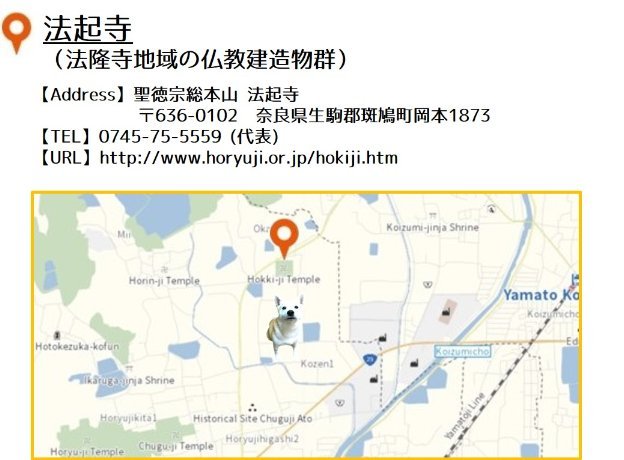 法起寺
（法隆寺地域の仏教建造物群）
【Address】聖徳宗総本山 法起寺
〒636-0102 奈良県生駒郡斑鳩町岡本1873
【TEL】0745-75-5559 (代表)
【URL】http://www.horyuji.or.jp/hokiji.htm
Oka
Koizumi-jinja Shrine
Mii
Horin-ji Temple
Hokki-ji Temple
Yamato Ko
Koizumicho
Hotokezuka-kofun
Ed
Koizumicho
25
Kozen1
Ikaruga-jinja Shrine
Yamatoji Line
Horyujikita1
Historical Site Chuguji Ato
Horyujihigashi2
Horyu-ji Temple
Chugu-ji Temple